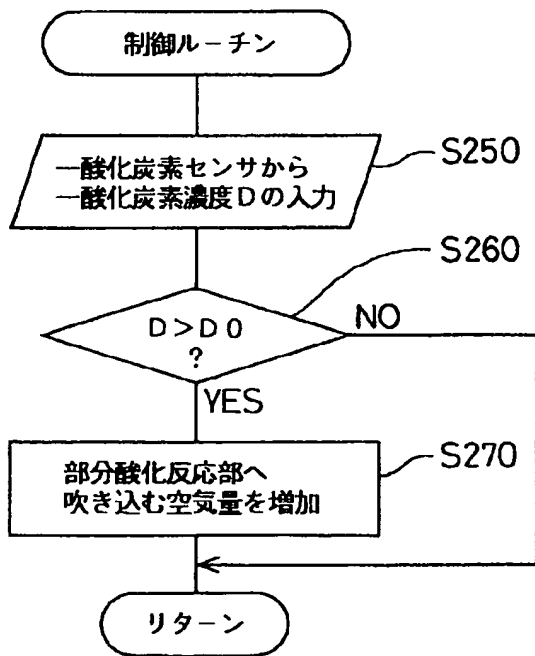 制御ルーチン
一酸化炭素センサから
一酸化炭素濃度Dの入力
S250
S260
D>D0
?
NO
YES
部分酸化反応部へ
吹き込む空気量を増加
S270
リターン